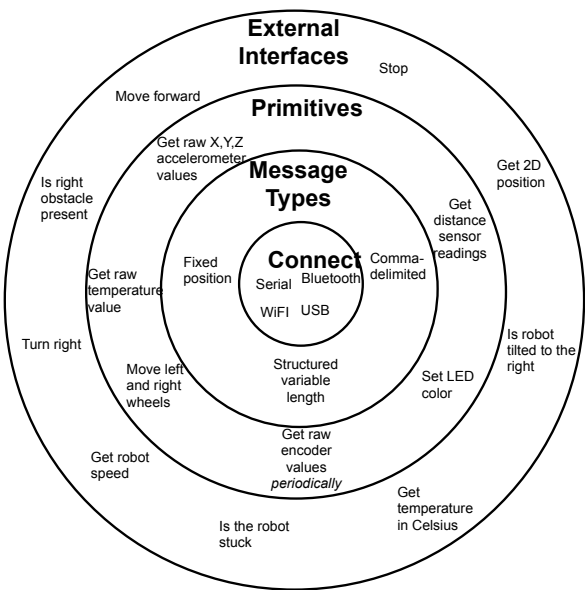 External
Interfaces
Stop
Move forward
Primitives
Get raw X,Y,Z
accelerometer
values
Message
Types
Get 2D
position
Is right
obstacle
present
Get
distance
sensor
readings
Connect
Fixed
position
Comma-
delimited
Serial
Bluetooth
WiFI
USB
Get raw
temperature
value
Turn right
Is robot
tilted to the
right
Move left
and right
wheels
Structured
variable
length
Set LED
color
Get raw
encoder
values
periodically
Get robot
speed
Get
temperature
in Celsius
Is the robot
stuck